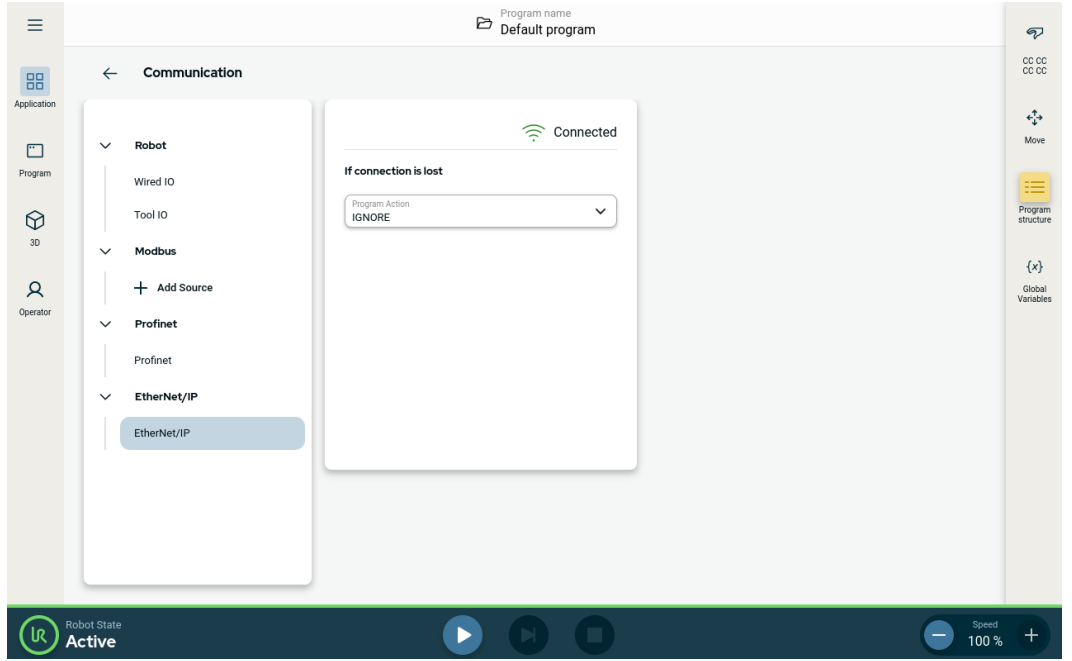 Program name
Default program
Application
Program
3D
Operator
Communication
Robot
Wired IO
Tool IO
Modbus
Add Source
Profinet
Profinet
EtherNet/IP
EtherNet/IP
Connected
If connection is lost
Program Action
IGNORE
CC CC
CC CC
Move
Program
structure
{x}
Global
Variables
Robot State
Active
Speed
100 %